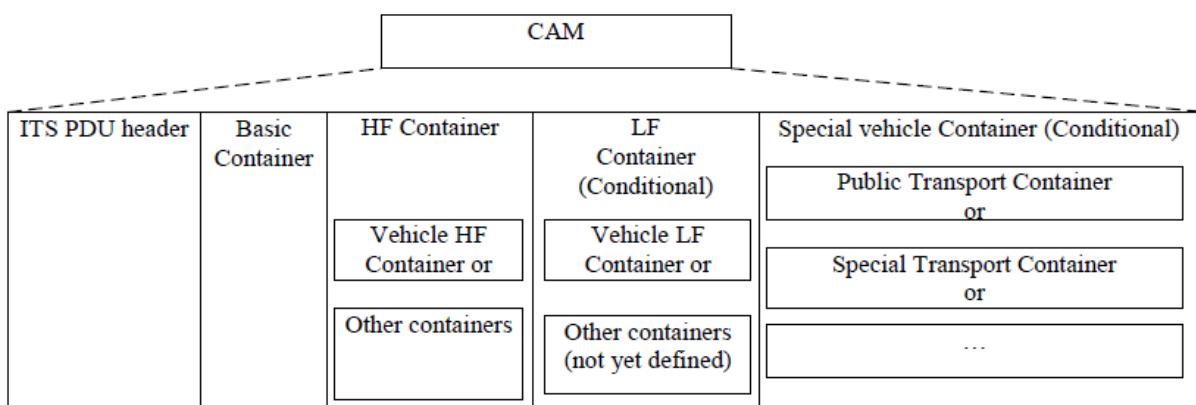 CAM
ITS PDU header
Basic
Container
HF Container
Vehicle HF
Container or
Other containers
LF
Container
(Conditional)
Vehicle LF
Container or
Other containers
(not yet defined)
Special vehicle Container (Conditional)
Public Transport Container
or
Special Transport Container
or
…